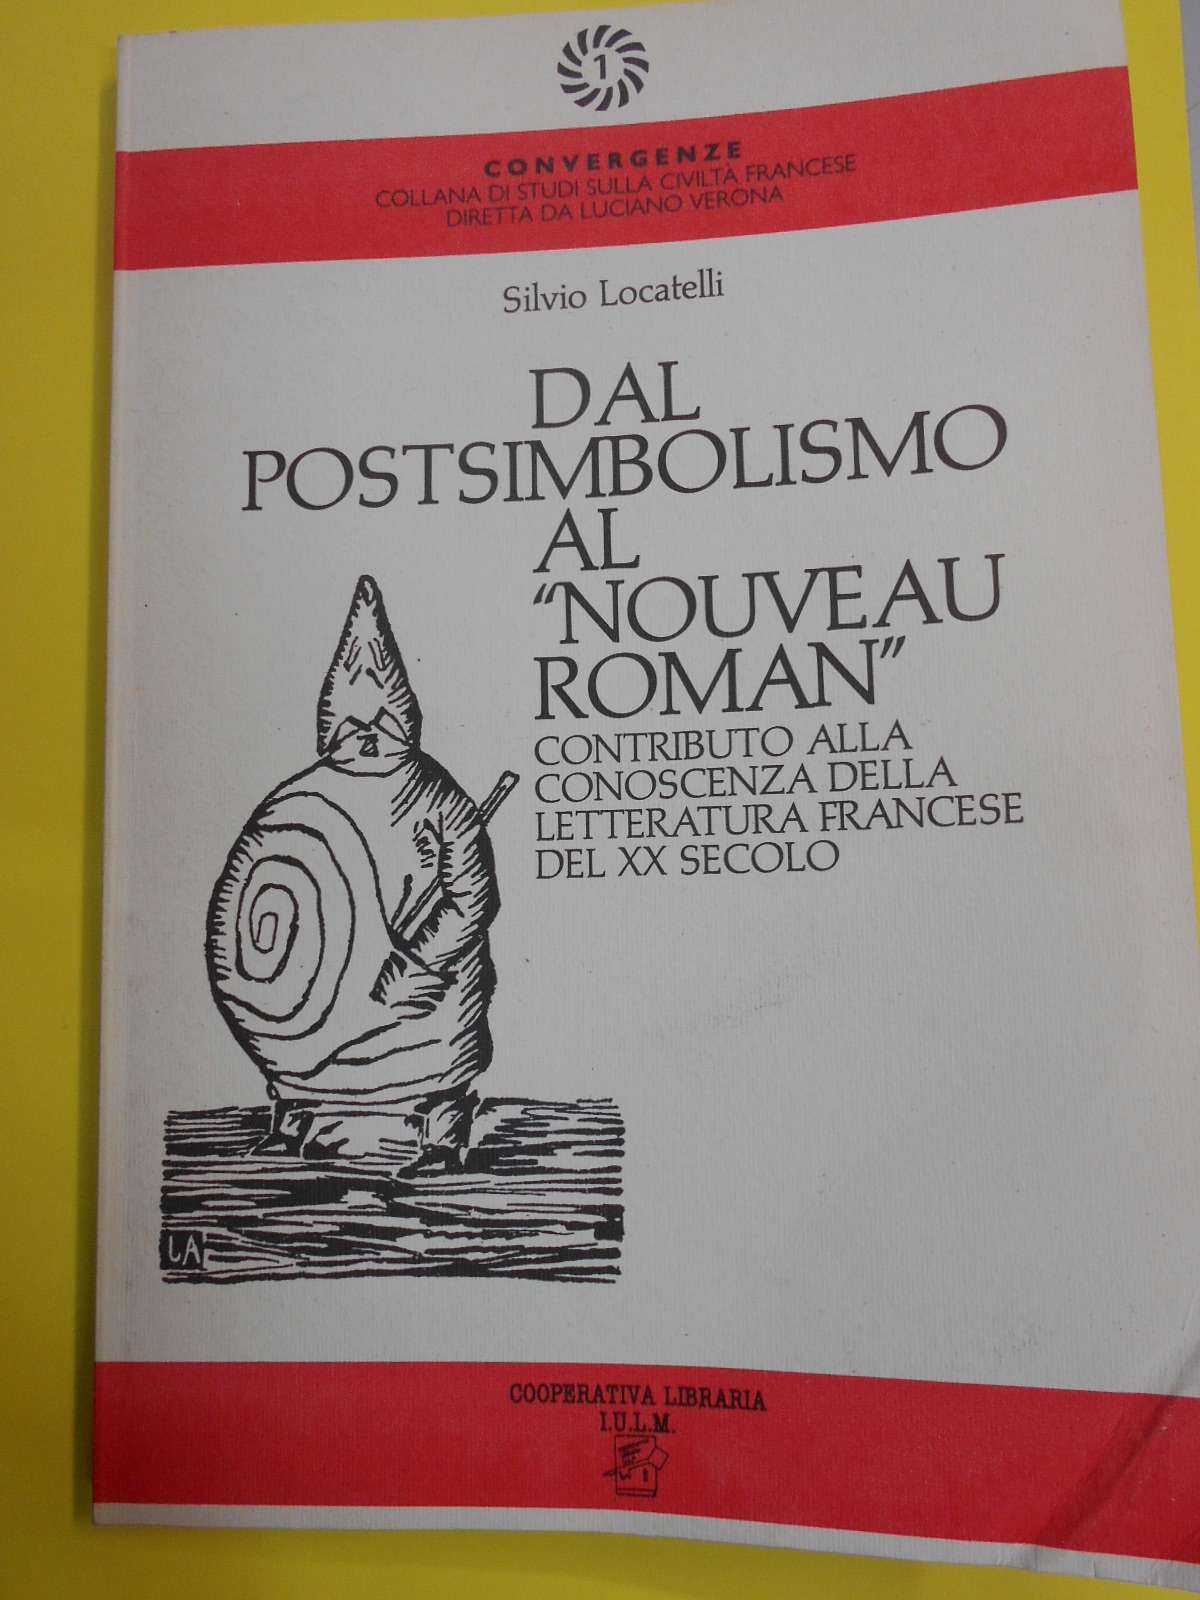 1
CONVERGENZE
COLLANA DI STUDI SULLA CIVILTÀ FRANCESE
DIRETTA DA LUCIANO VERONA
Silvio Locatelli
DAL
POSTSIMBOLISMO
AL
“NOUVEAU
ROMAN”
CONTRIBUTO ALLA
CONOSCENZA DELLA
LETTERATURA FRANCESE
DEL XX SECOLO
COOPERATIVA LIBRARIA
I.U.L.M.